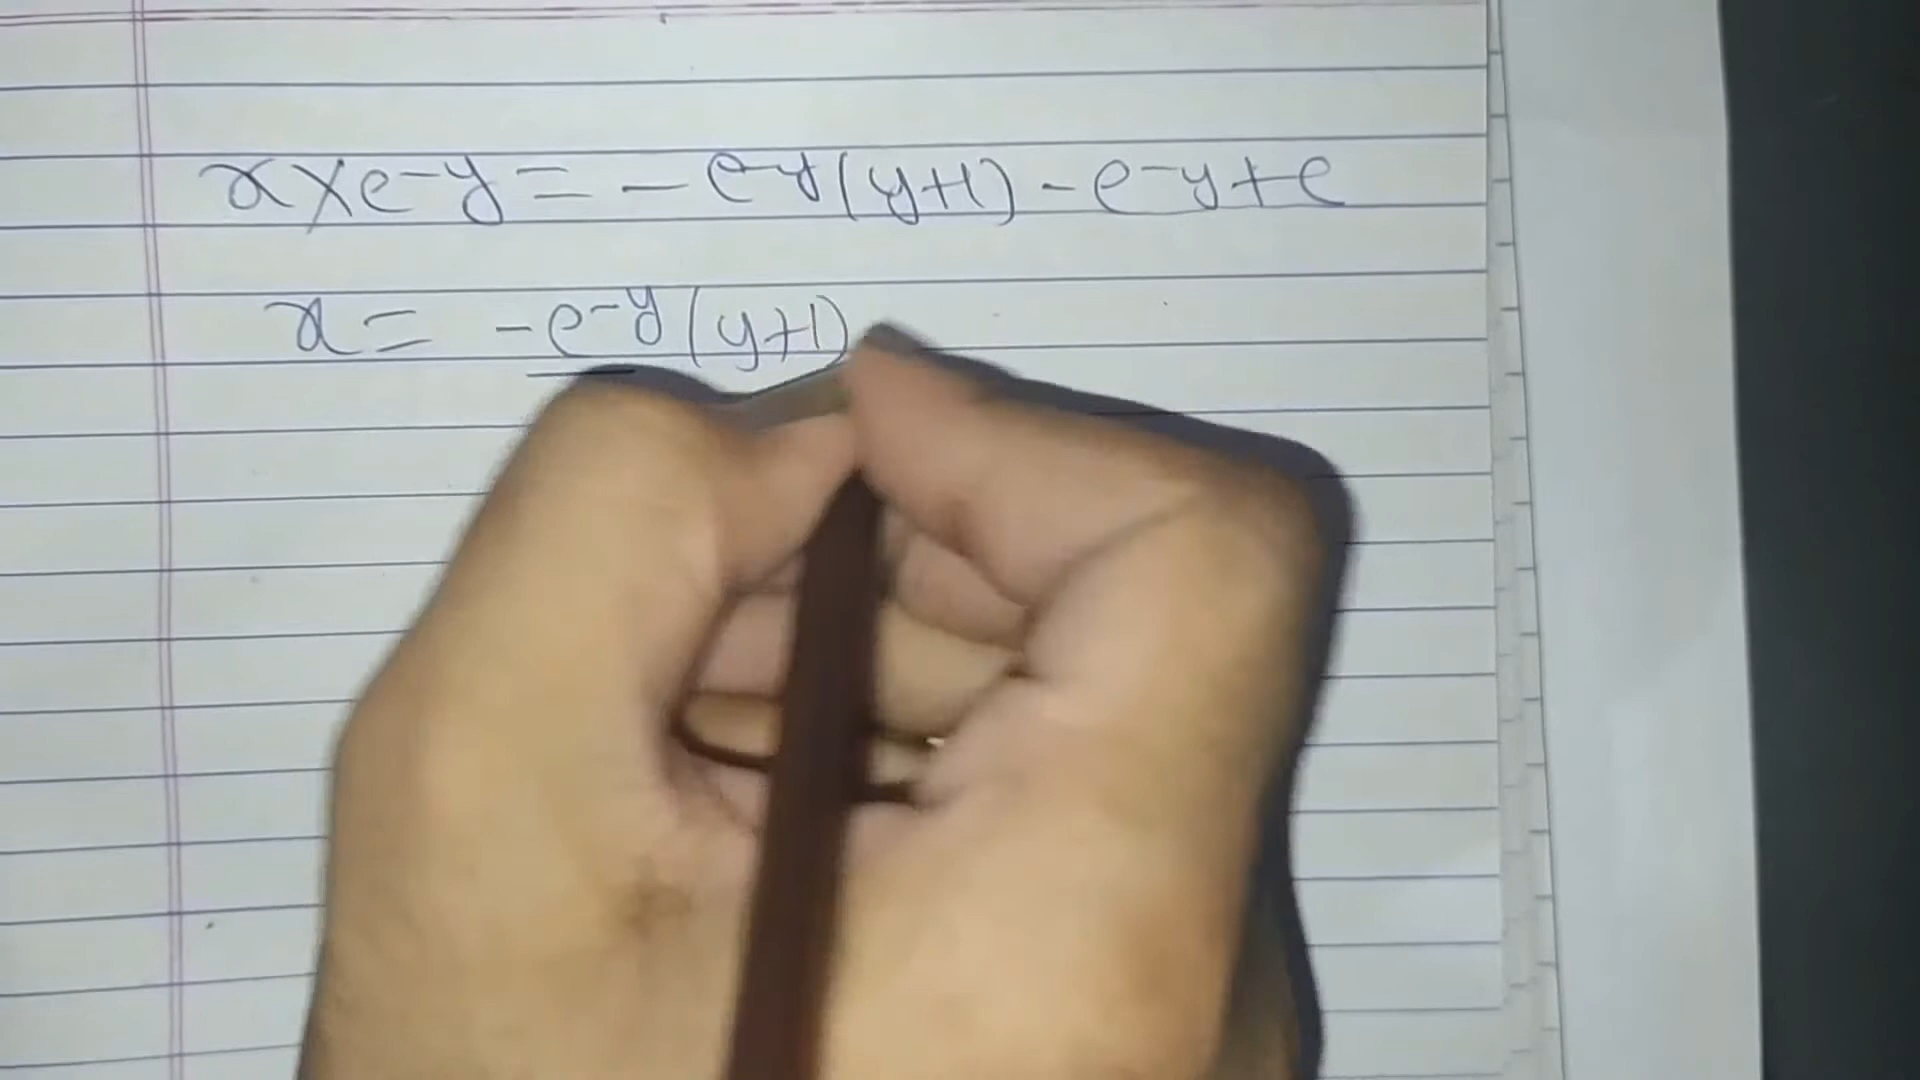 x×e^-y = -e^-y(y+1) - e^-y + c
x = -e^-y(y+1)